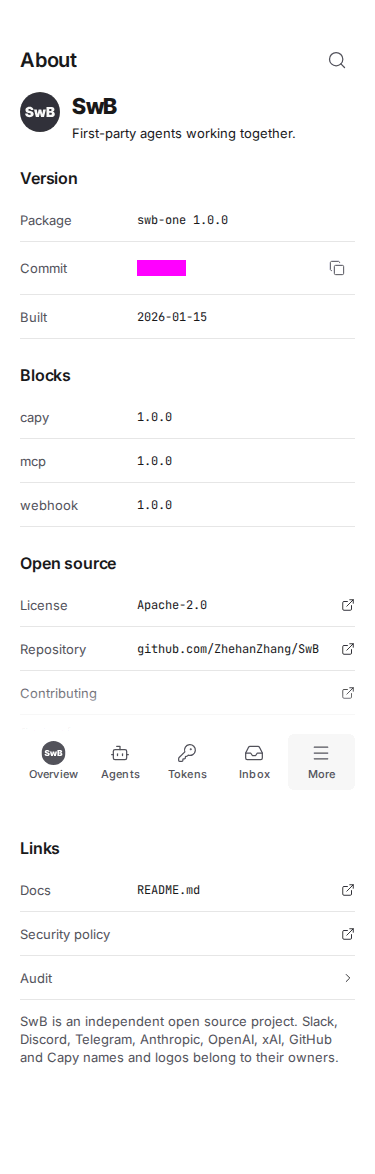 About
SwB
SwB
First-party agents working together.
Version
Package swb-one 1.0.0
Commit
Built 2026-01-15
Blocks
capy 1.0.0
mcp 1.0.0
webhook 1.0.0
Open source
License Apache-2.0
Repository github.com/ZhehanZhang/SwB
Contributing
SwB
Overview Agents Tokens Inbox More
Links
Docs README.md
Security policy
Audit
SwB is an independent open source project. Slack,
Discord, Telegram, Anthropic, OpenAI, xAI, GitHub
and Capy names and logos belong to their owners.